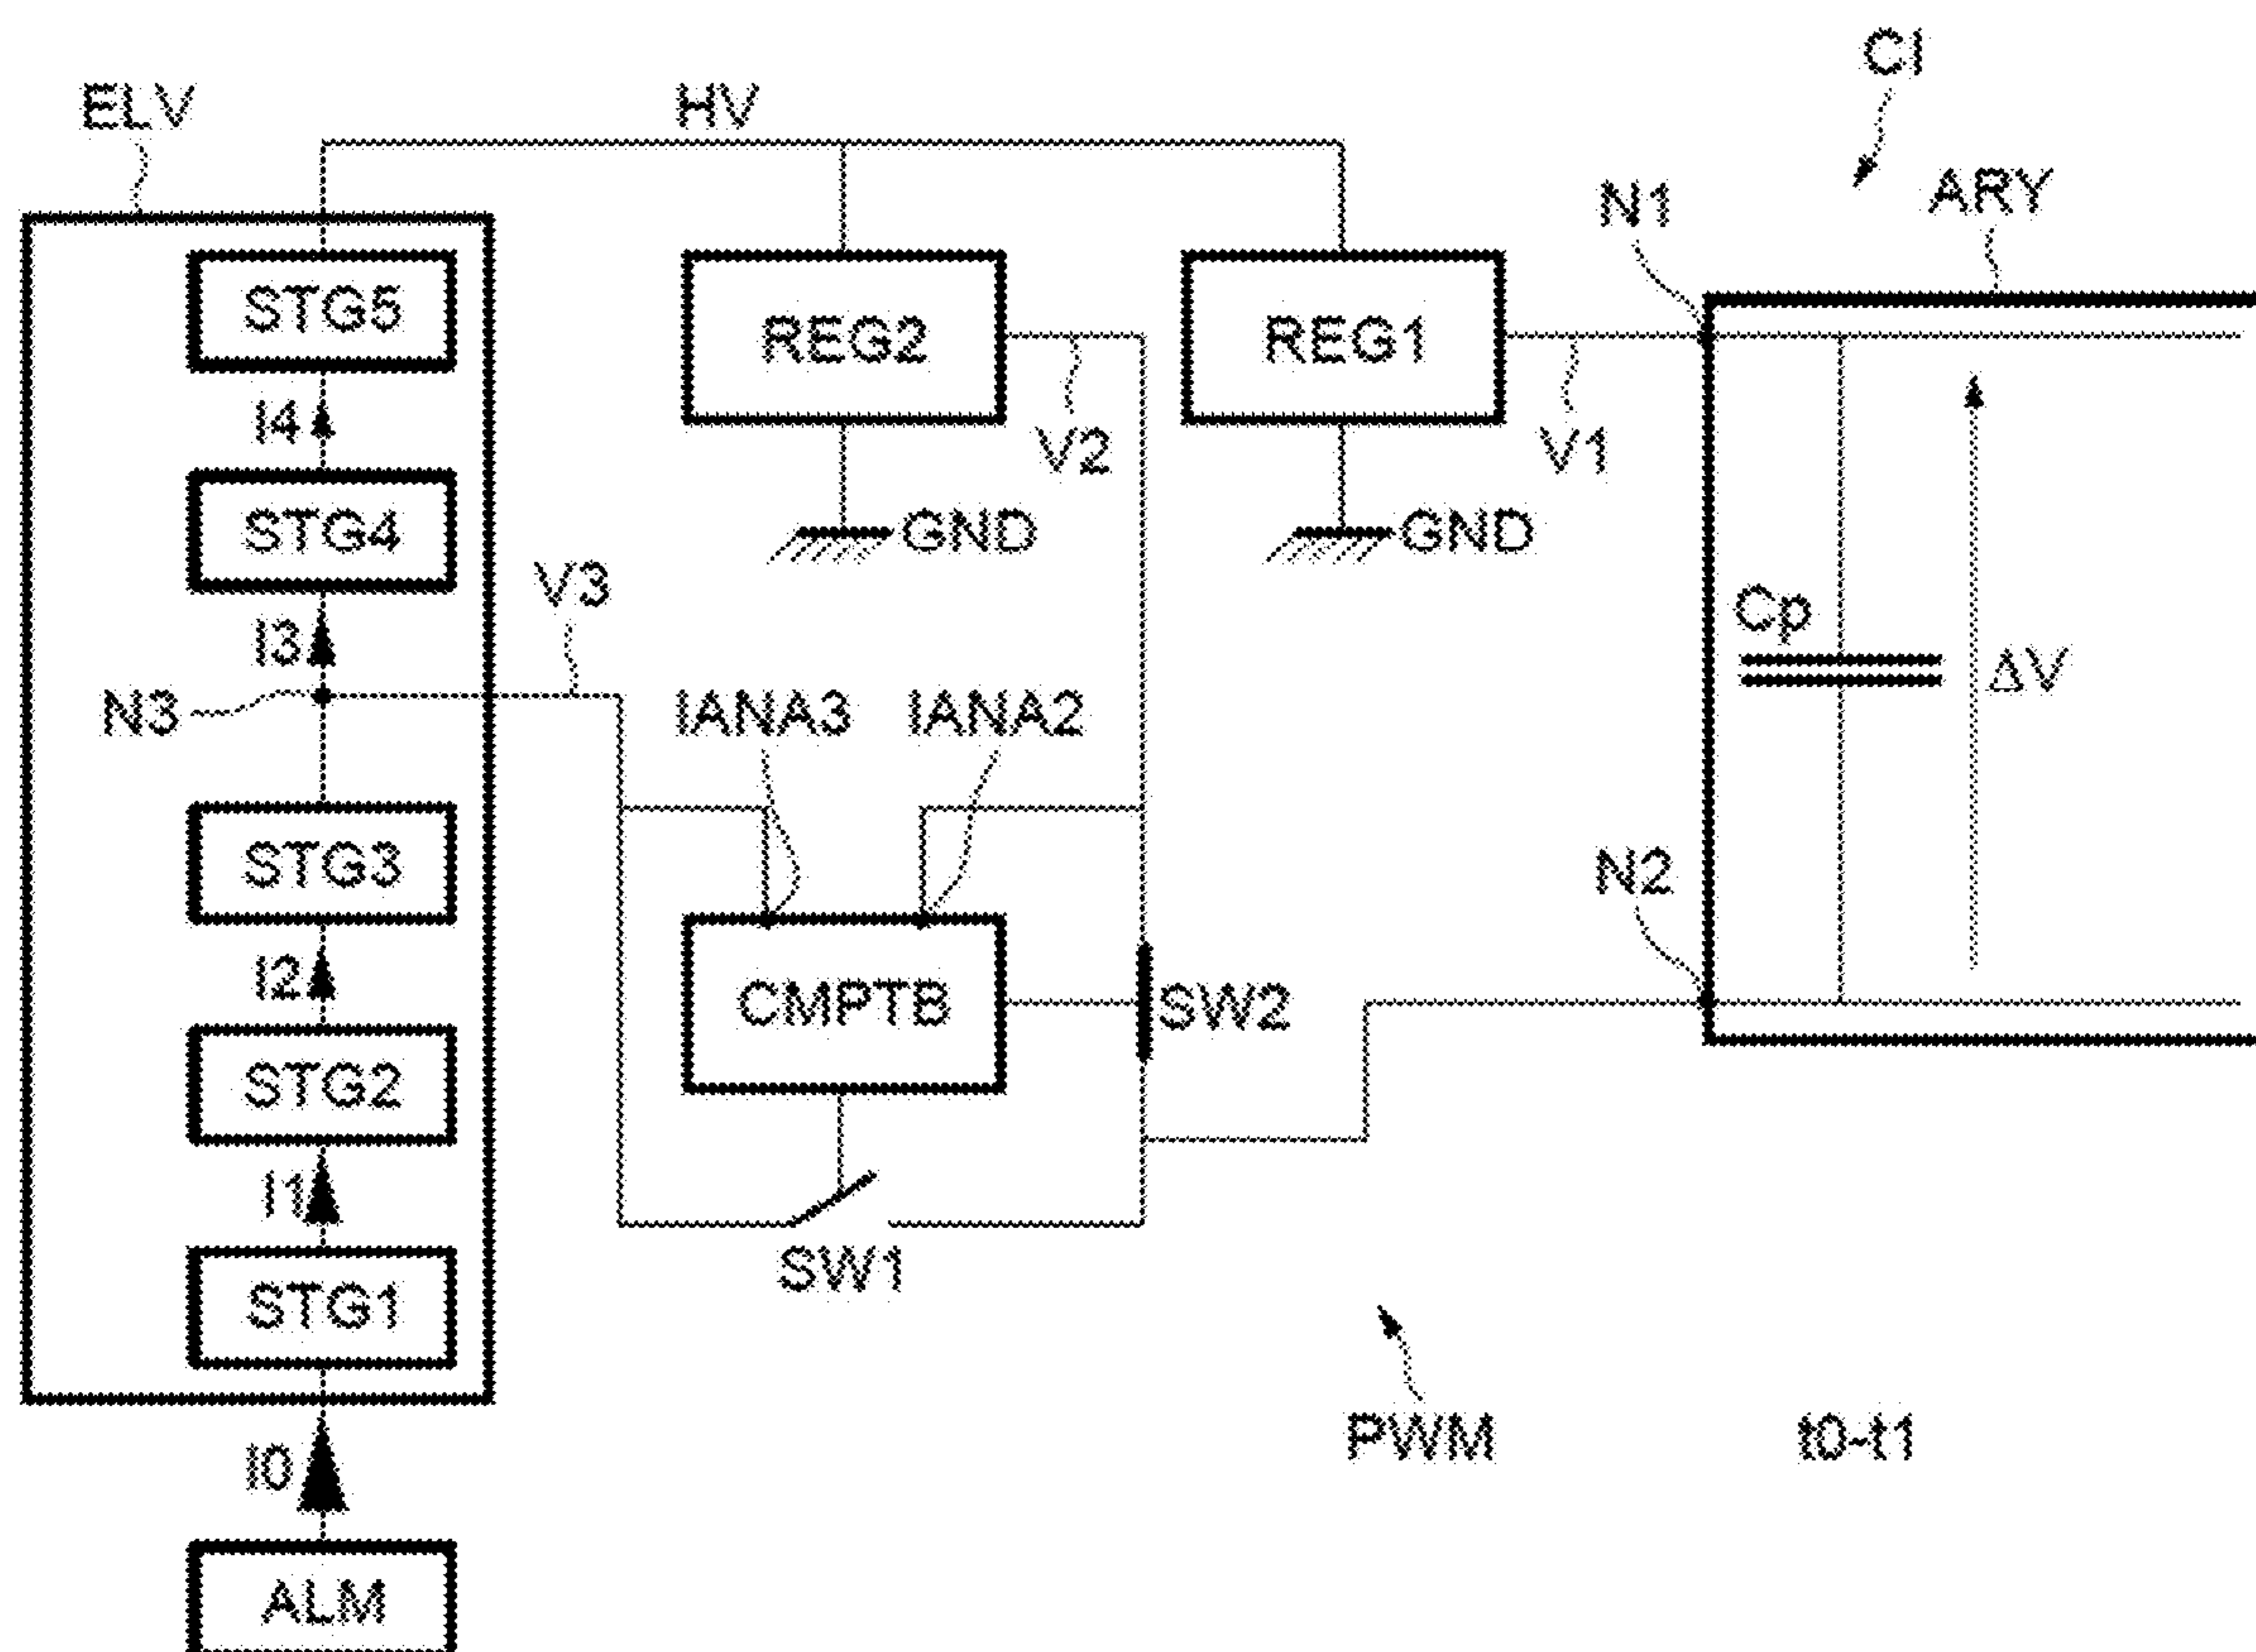 CI
ELV
HV
ARY
N1
STG5
REG2
REG1
I4
V2
V1
STG4
GND
GND
V3
Cp
I3
ΔV
N3
IANA3
IANA2
STG3
N2
I2
CMPTB
SW2
STG2
I1
SW1
STG1
PWM
t0-t1
I0
ALM